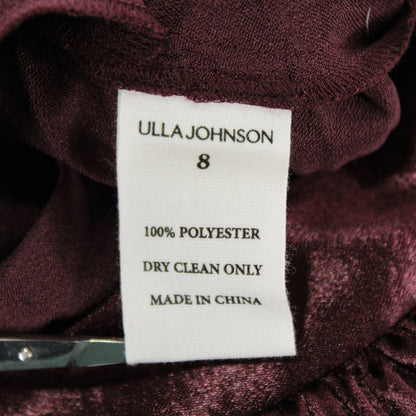 ULLA JOHNSON
8
100% POLYESTER
DRY CLEAN ONLY
MADE IN CHINA